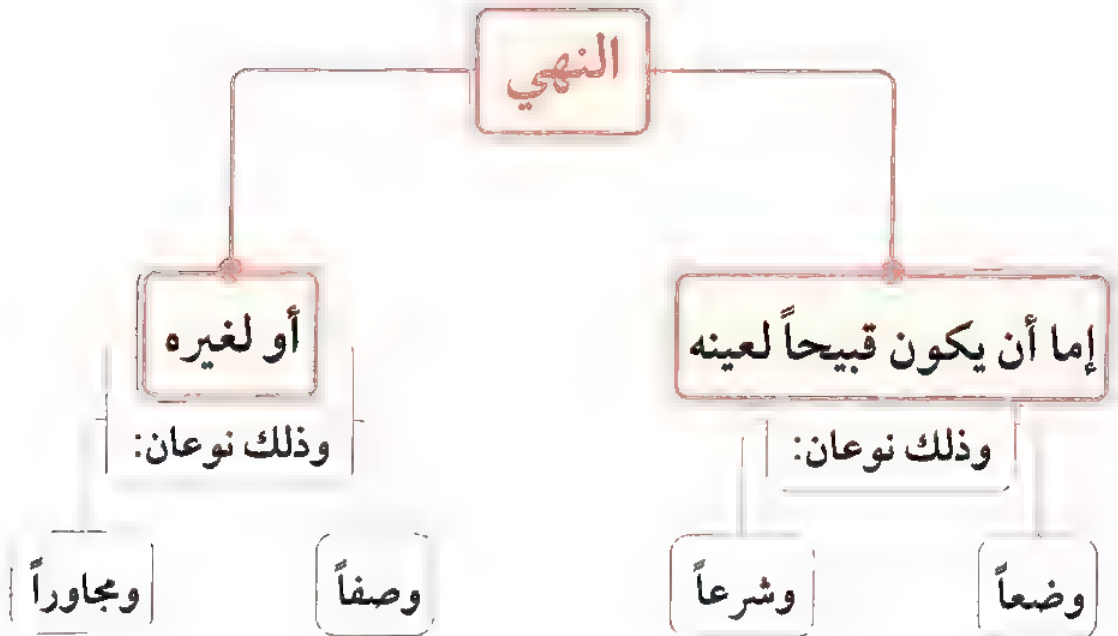 النهي
إما أن يكون قبيحاً لعينه
وذلك نوعان:
وضعاً
وشرعاً
أو لغيره
وذلك نوعان:
وصفاً
ومجاوراً